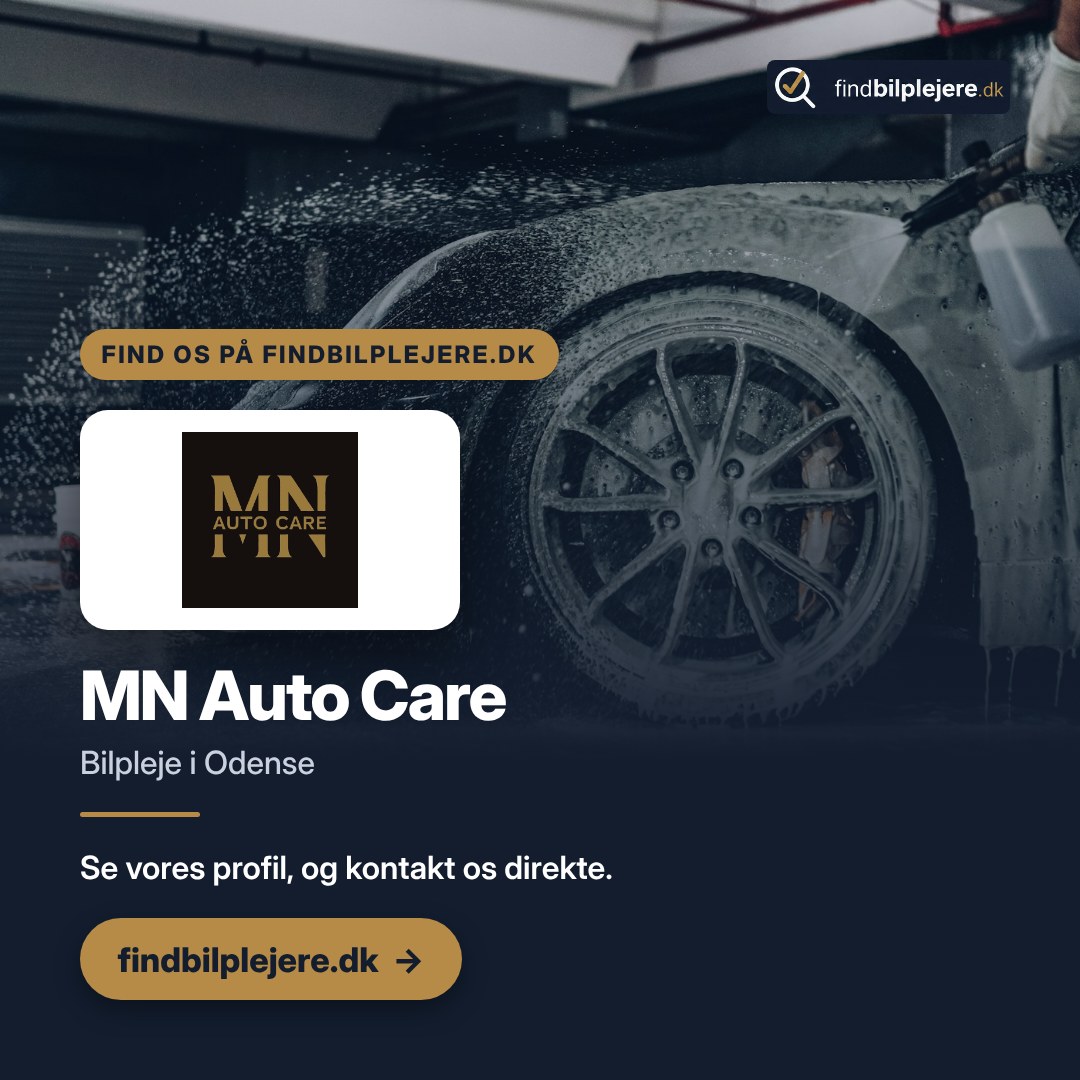 findbilplejere.dk
FIND OS PÅ FINDBILPLEJERE.DK
MN
AUTO CARE
MN
MN Auto Care
Bilpleje i Odense
Se vores profil, og kontakt os direkte.
findbilplejere.dk →